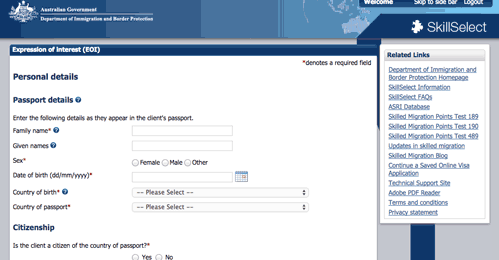 Australian Government
Department of Immigration and Border Protection
Welcome Skip to side bar Logout
SkillSelect
Expression of Interest (EOI)
*denotes a required field
Personal details
Passport details
Enter the following details as they appear in the client's passport.
Family name*
Given names
Sex* Female Male Other
Date of birth (dd/mm/yyyy)*
Country of birth* -- Please Select --
Country of passport* -- Please Select --
Citizenship
Is the client a citizen of the country of passport?*
Yes No
Related Links
Department of Immigration and
Border Protection Homepage
SkillSelect Information
SkillSelect FAQs
ASRI Database
Skilled Migration Points Test 189
Skilled Migration Points Test 190
Skilled Migration Points Test 489
Updates in skilled migration
Skilled Migration Blog
Continue a Saved Online Visa
Application
Technical Support Site
Adobe PDF Reader
Terms and conditions
Privacy statement